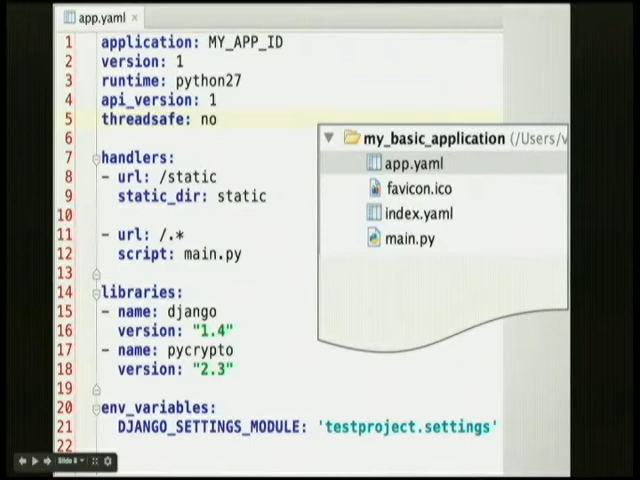 app.yaml ×
1 application: MY_APP_ID
2 version: 1
3 runtime: python27
4 api_version: 1
5 threadsafe: no
6
7 handlers:
8 - url: /static
9 static_dir: static
10
11 - url: /.*
12 script: main.py
13
14 libraries:
15 - name: django
16 version: "1.4"
17 - name: pycrypto
18 version: "2.3"
19
20 env_variables:
21 DJANGO_SETTINGS_MODULE: 'testproject.settings'
22
my_basic_application (/Users/v
app.yaml
favicon.ico
index.yaml
main.py
Slide 8